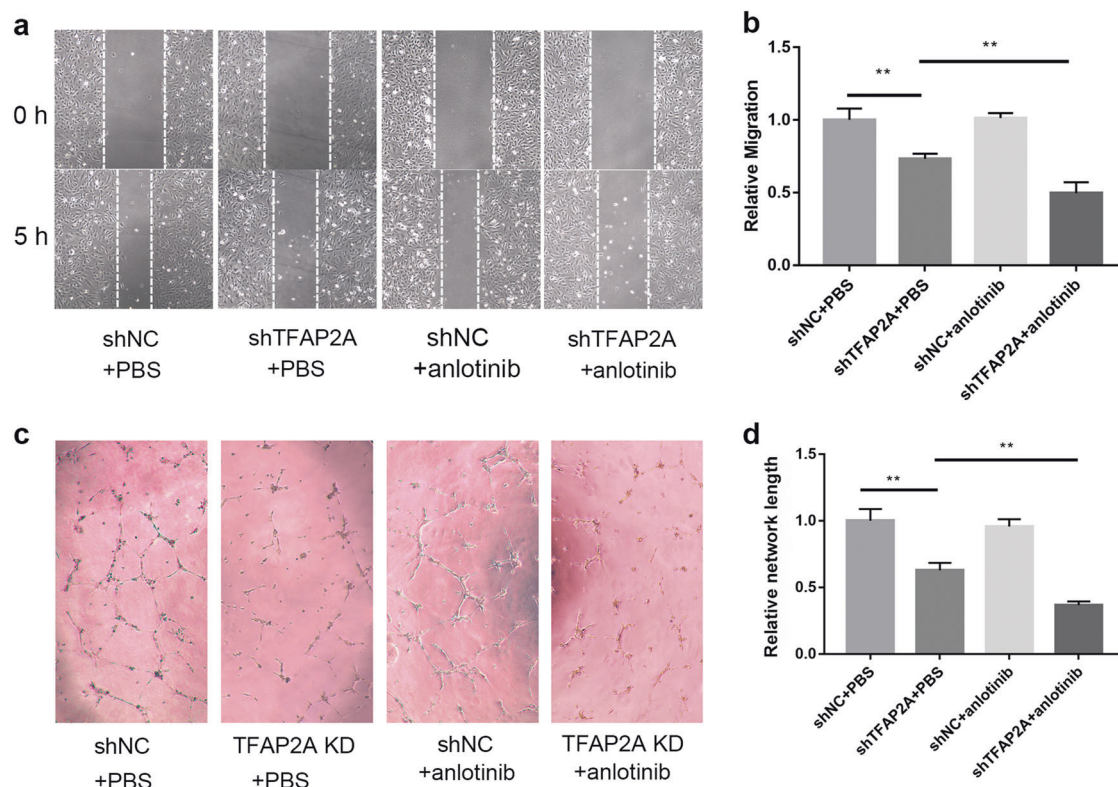 a
0 h
5 h
shNC
+PBS
shTFAP2A
+PBS
shNC
+anlotinib
shTFAP2A
+anlotinib
b
Relative Migration
1.5
1.0
0.5
0.0
**
**
shNC+PBS
shTFAP2A+PBS
shNC+anlotinib
shTFAP2A+anlotinib
c
shNC
+PBS
TFAP2A KD
+PBS
shNC
+anlotinib
TFAP2A KD
+anlotinib
d
Relative network length
1.5
1.0
0.5
0.0
**
**
shNC+PBS
shTFAP2A+PBS
shNC+anlotinib
shTFAP2A+anlotinib